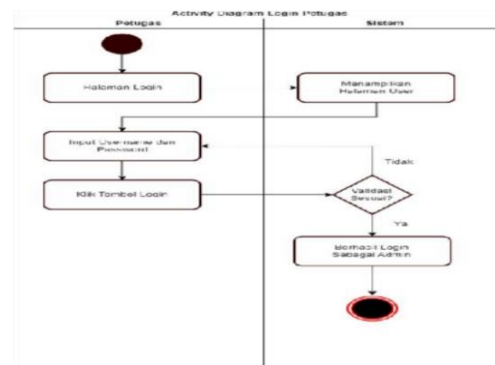 Activity Diagram Login Petugas
Petugas
Sistem
Halaman Login
Menampilkan
Halaman User
Input Username dan
Password
Klik Tombol Login
Tidak
Validasi
Sesuai?
Ya
Berhasil Login
Sebagai Admin